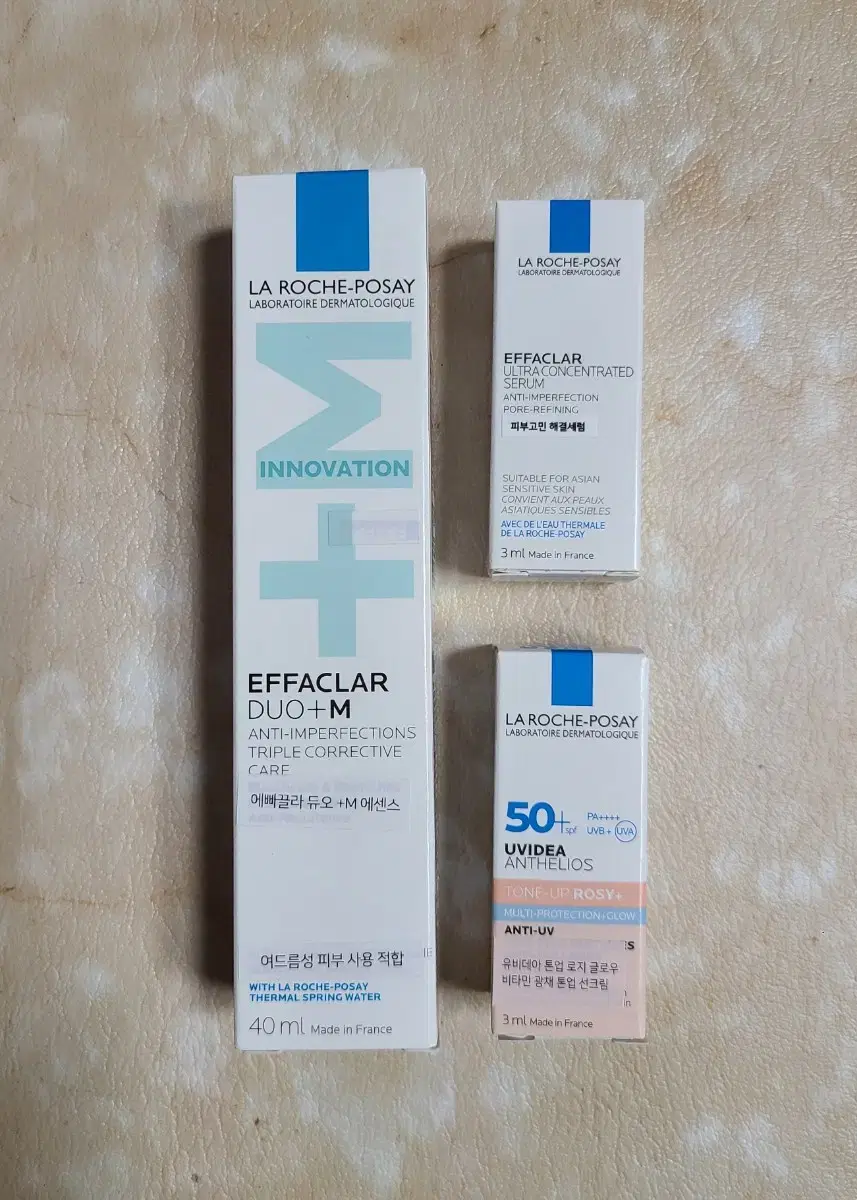 LA ROCHE-POSAY
LABORATOIRE DERMATOLOGIQUE
+M
INNOVATION
EFFACLAR
DUO+M
ANTI-IMPERFECTIONS
TRIPLE CORRECTIVE
CARE
에빠끌라 듀오 +M 에센스
여드름성 피부 사용 적합
WITH LA ROCHE-POSAY
THERMAL SPRING WATER
40 ml Made in France
LA ROCHE-POSAY
LABORATOIRE DERMATOLOGIQUE
EFFACLAR
ULTRA CONCENTRATED
SERUM
ANTI-IMPERFECTION
PORE-REFINING
피부고민 해결세럼
SUITABLE FOR ASIAN
SENSITIVE SKIN
CONVIENT AUX PEAUX
ASIATIQUES SENSIBLES
AVEC DE L'EAU THERMALE
DE LA ROCHE-POSAY
3 ml Made in France
LA ROCHE-POSAY
LABORATOIRE DERMATOLOGIQUE
50+ spf PA++++
UVB + UVA
UVIDEA
ANTHELIOS
TONE-UP ROSY+
MULTI-PROTECTION+GLOW
ANTI-UV
유비데아 톤업 로지 글로우
비타민 광채 톤업 선크림
3 ml Made in France